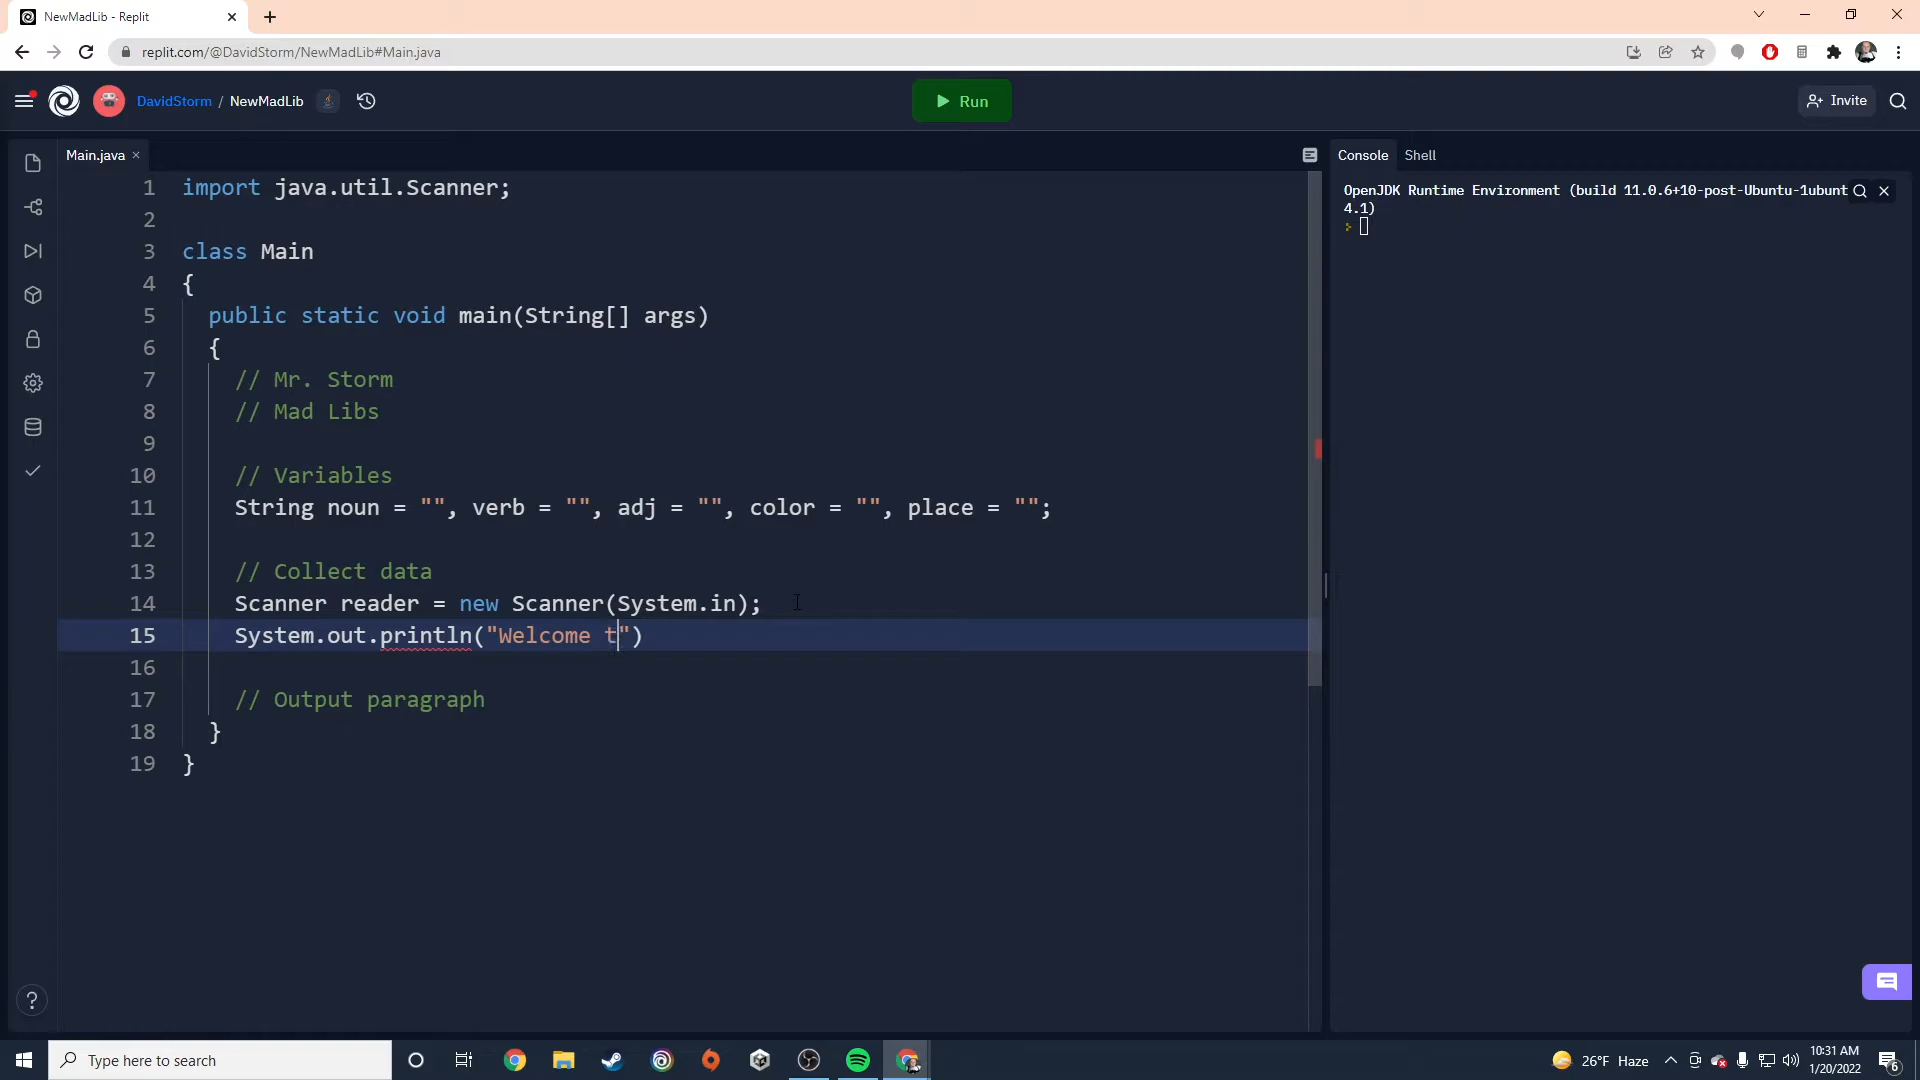 NewMadLib - Replit
replit.com/@DavidStorm/NewMadLib#Main.java
DavidStorm / NewMadLib
Run
Invite
Main.java
Console
Shell
1 import java.util.Scanner;
2
3 class Main
4 {
5 public static void main(String[] args)
6 {
7 // Mr. Storm
8 // Mad Libs
9
10 // Variables
11 String noun = "", verb = "", adj = "", color = "", place = "";
12
13 // Collect data
14 Scanner reader = new Scanner(System.in);
15 System.out.println("Welcome t")
16
17 // Output paragraph
18 }
19 }
OpenJDK Runtime Environment (build 11.0.6+10-post-Ubuntu-1ubunt
4.1)
Type here to search
26°F Haze
10:31 AM
1/20/2022
6